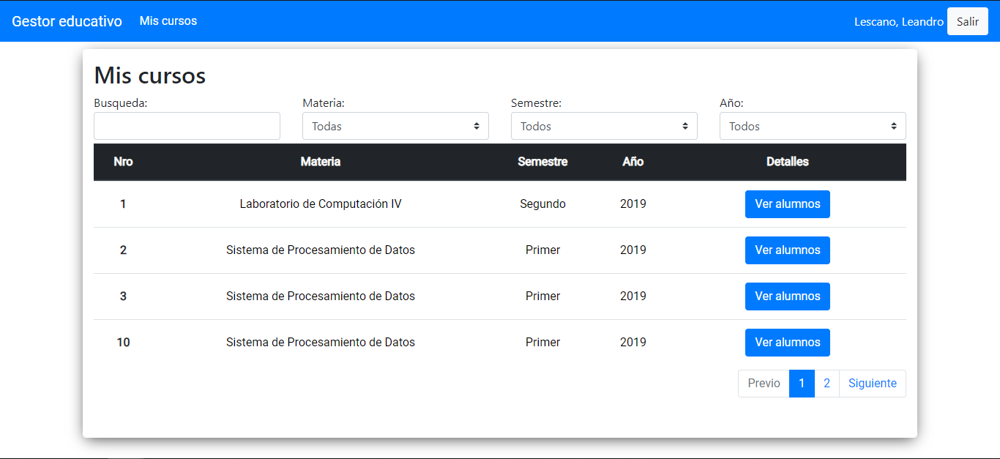 Gestor educativo Mis cursos Lescano, Leandro Salir
Mis cursos
Busqueda: Materia: Semestre: Año:
Todas Todos Todos
Nro Materia Semestre Año Detalles
1 Laboratorio de Computación IV Segundo 2019 Ver alumnos
2 Sistema de Procesamiento de Datos Primer 2019 Ver alumnos
3 Sistema de Procesamiento de Datos Primer 2019 Ver alumnos
10 Sistema de Procesamiento de Datos Primer 2019 Ver alumnos
Previo 1 2 Siguiente